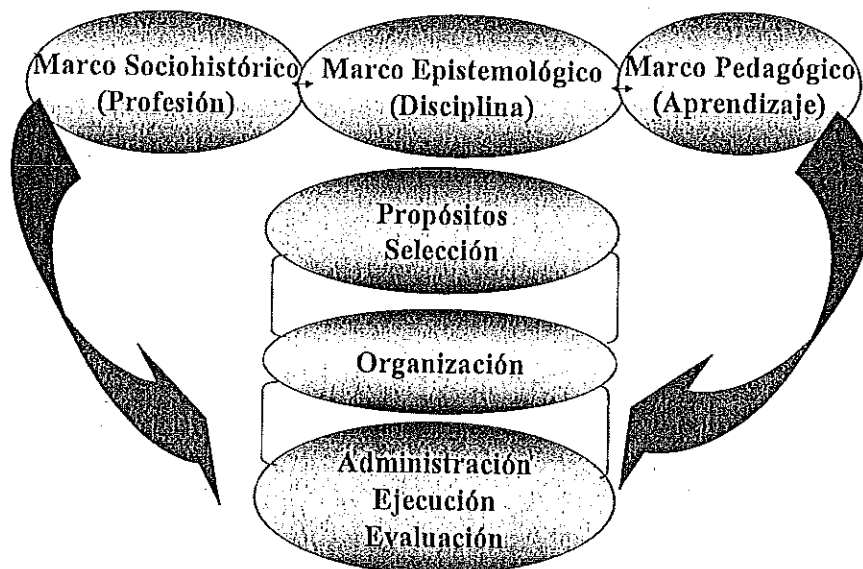 Marco Sociohistórico
(Profesión)
Marco Epistemológico
(Disciplina)
Marco Pedagógico
(Aprendizaje)
Propósitos
Selección
Organización
Administración
Ejecución
Evaluación